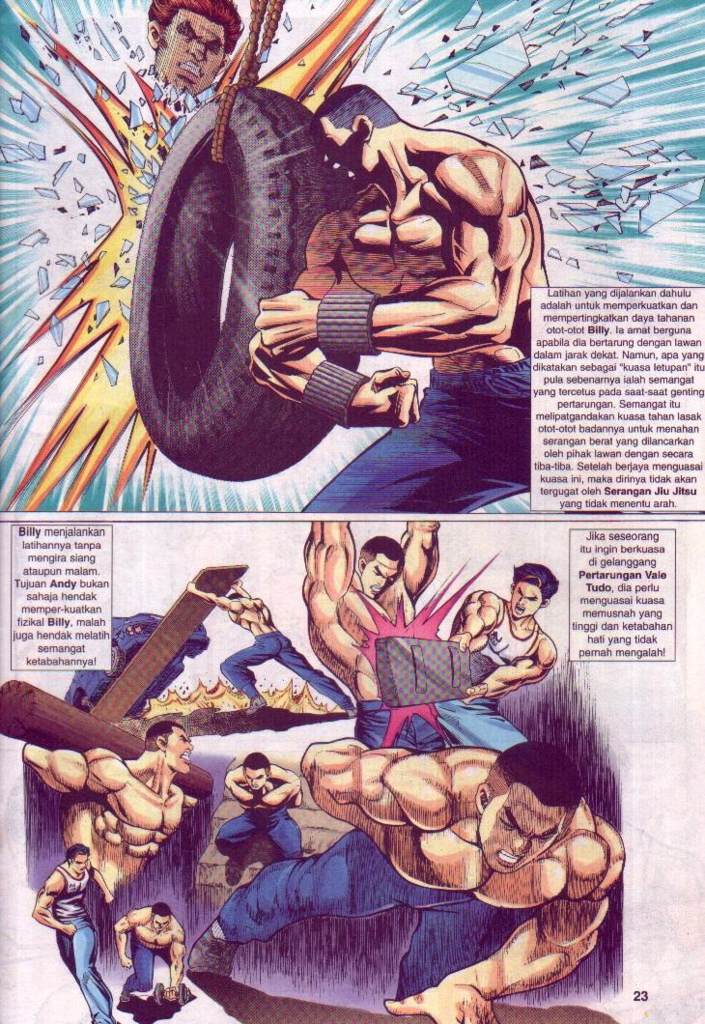 Latihan yang dijalankan dahulu
adalah untuk memperkuatkan dan
mempertingkatkan daya tahanan
otot-otot Billy. Ia amat berguna
apabila dia bertarung dengan lawan
dalam jarak dekat. Namun, apa yang
dikatakan sebagai "kuasa letupan" itu
pula sebenarnya ialah semangat
yang tercetus pada saat-saat genting
pertarungan. Semangat itu
melipatgandakan kuasa tahan lasak
otot-otot badannya untuk menahan
serangan berat yang dilancarkan
oleh pihak lawan dengan secara
tiba-tiba. Setelah berjaya menguasai
kuasa ini, maka dirinya tidak akan
tergugat oleh Serangan Jiu Jitsu
yang tidak menentu arah.
Billy menjalankan
latihannya tanpa
mengira siang
ataupun malam.
Tujuan Andy bukan
sahaja hendak
memper-kuatkan
fizikal Billy, malah
juga hendak melatih
semangat
ketabahannya!
Jika seseorang
itu ingin berkuasa
di gelanggang
Pertarungan Vale
Tudo, dia perlu
menguasai kuasa
memusnah yang
tinggi dan ketabahan
hati yang tidak
pernah mengalah!
23